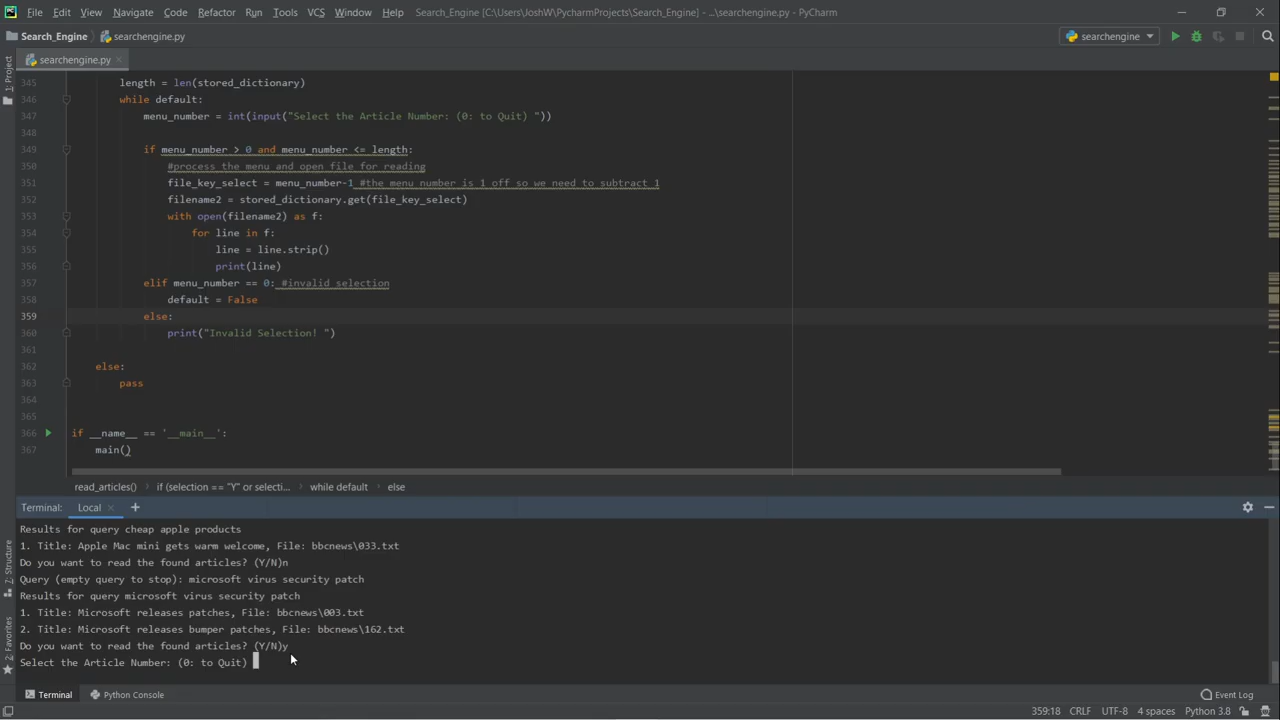 File Edit View Navigate Code Refactor Run Tools VCS Window Help Search_Engine [C:\Users\JoshW\PycharmProjects\Search_Engine] - ...\searchengine.py - PyCharm
Search_Engine searchengine.py searchengine
searchengine.py
1: Project
345 length = len(stored_dictionary)
346 while default:
347 menu_number = int(input("Select the Article Number: (0: to Quit) "))
348
349 if menu_number > 0 and menu_number <= length:
350 #process the menu and open file for reading
351 file_key_select = menu_number-1 #the menu number is 1 off so we need to subtract 1
352 filename2 = stored_dictionary.get(file_key_select)
353 with open(filename2) as f:
354 for line in f:
355 line = line.strip()
356 print(line)
357 elif menu_number == 0: #invalid selection
358 default = False
359 else:
360 print("Invalid Selection! ")
361
362 else:
363 pass
364
365
366 if __name__ == '__main__':
367 main()
read_articles() if (selection == "Y" or selecti... while default else
Terminal: Local +
Results for query cheap apple products
1. Title: Apple Mac mini gets warm welcome, File: bbcnews\033.txt
Do you want to read the found articles? (Y/N)n
Query (empty query to stop): microsoft virus security patch
Results for query microsoft virus security patch
1. Title: Microsoft releases patches, File: bbcnews\003.txt
2. Title: Microsoft releases bumper patches, File: bbcnews\162.txt
Do you want to read the found articles? (Y/N)y
Select the Article Number: (0: to Quit)
7: Structure
2: Favorites
Terminal Python Console Event Log
359:18 CRLF UTF-8 4 spaces Python 3.8